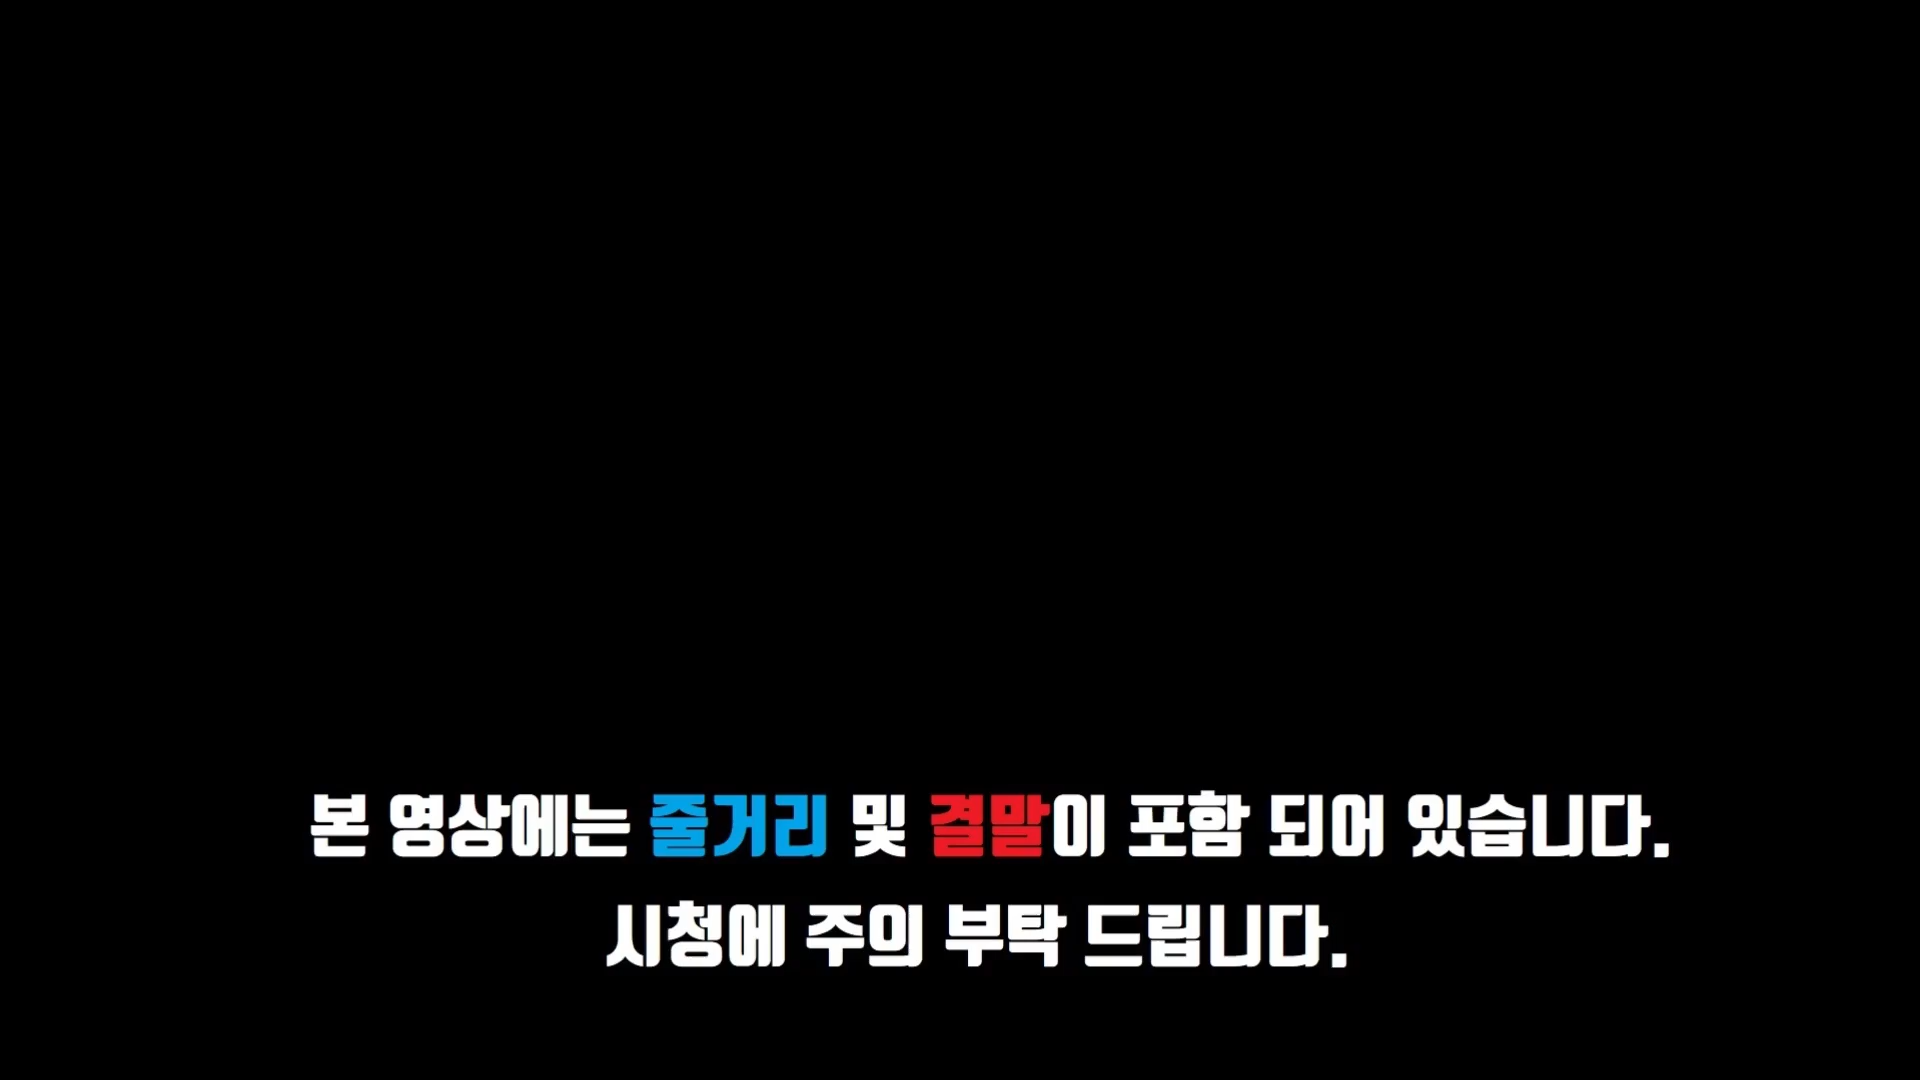 본 영상에는 줄거리 및 결말이 포함 되어 있습니다.
시청에 주의 부탁 드립니다.